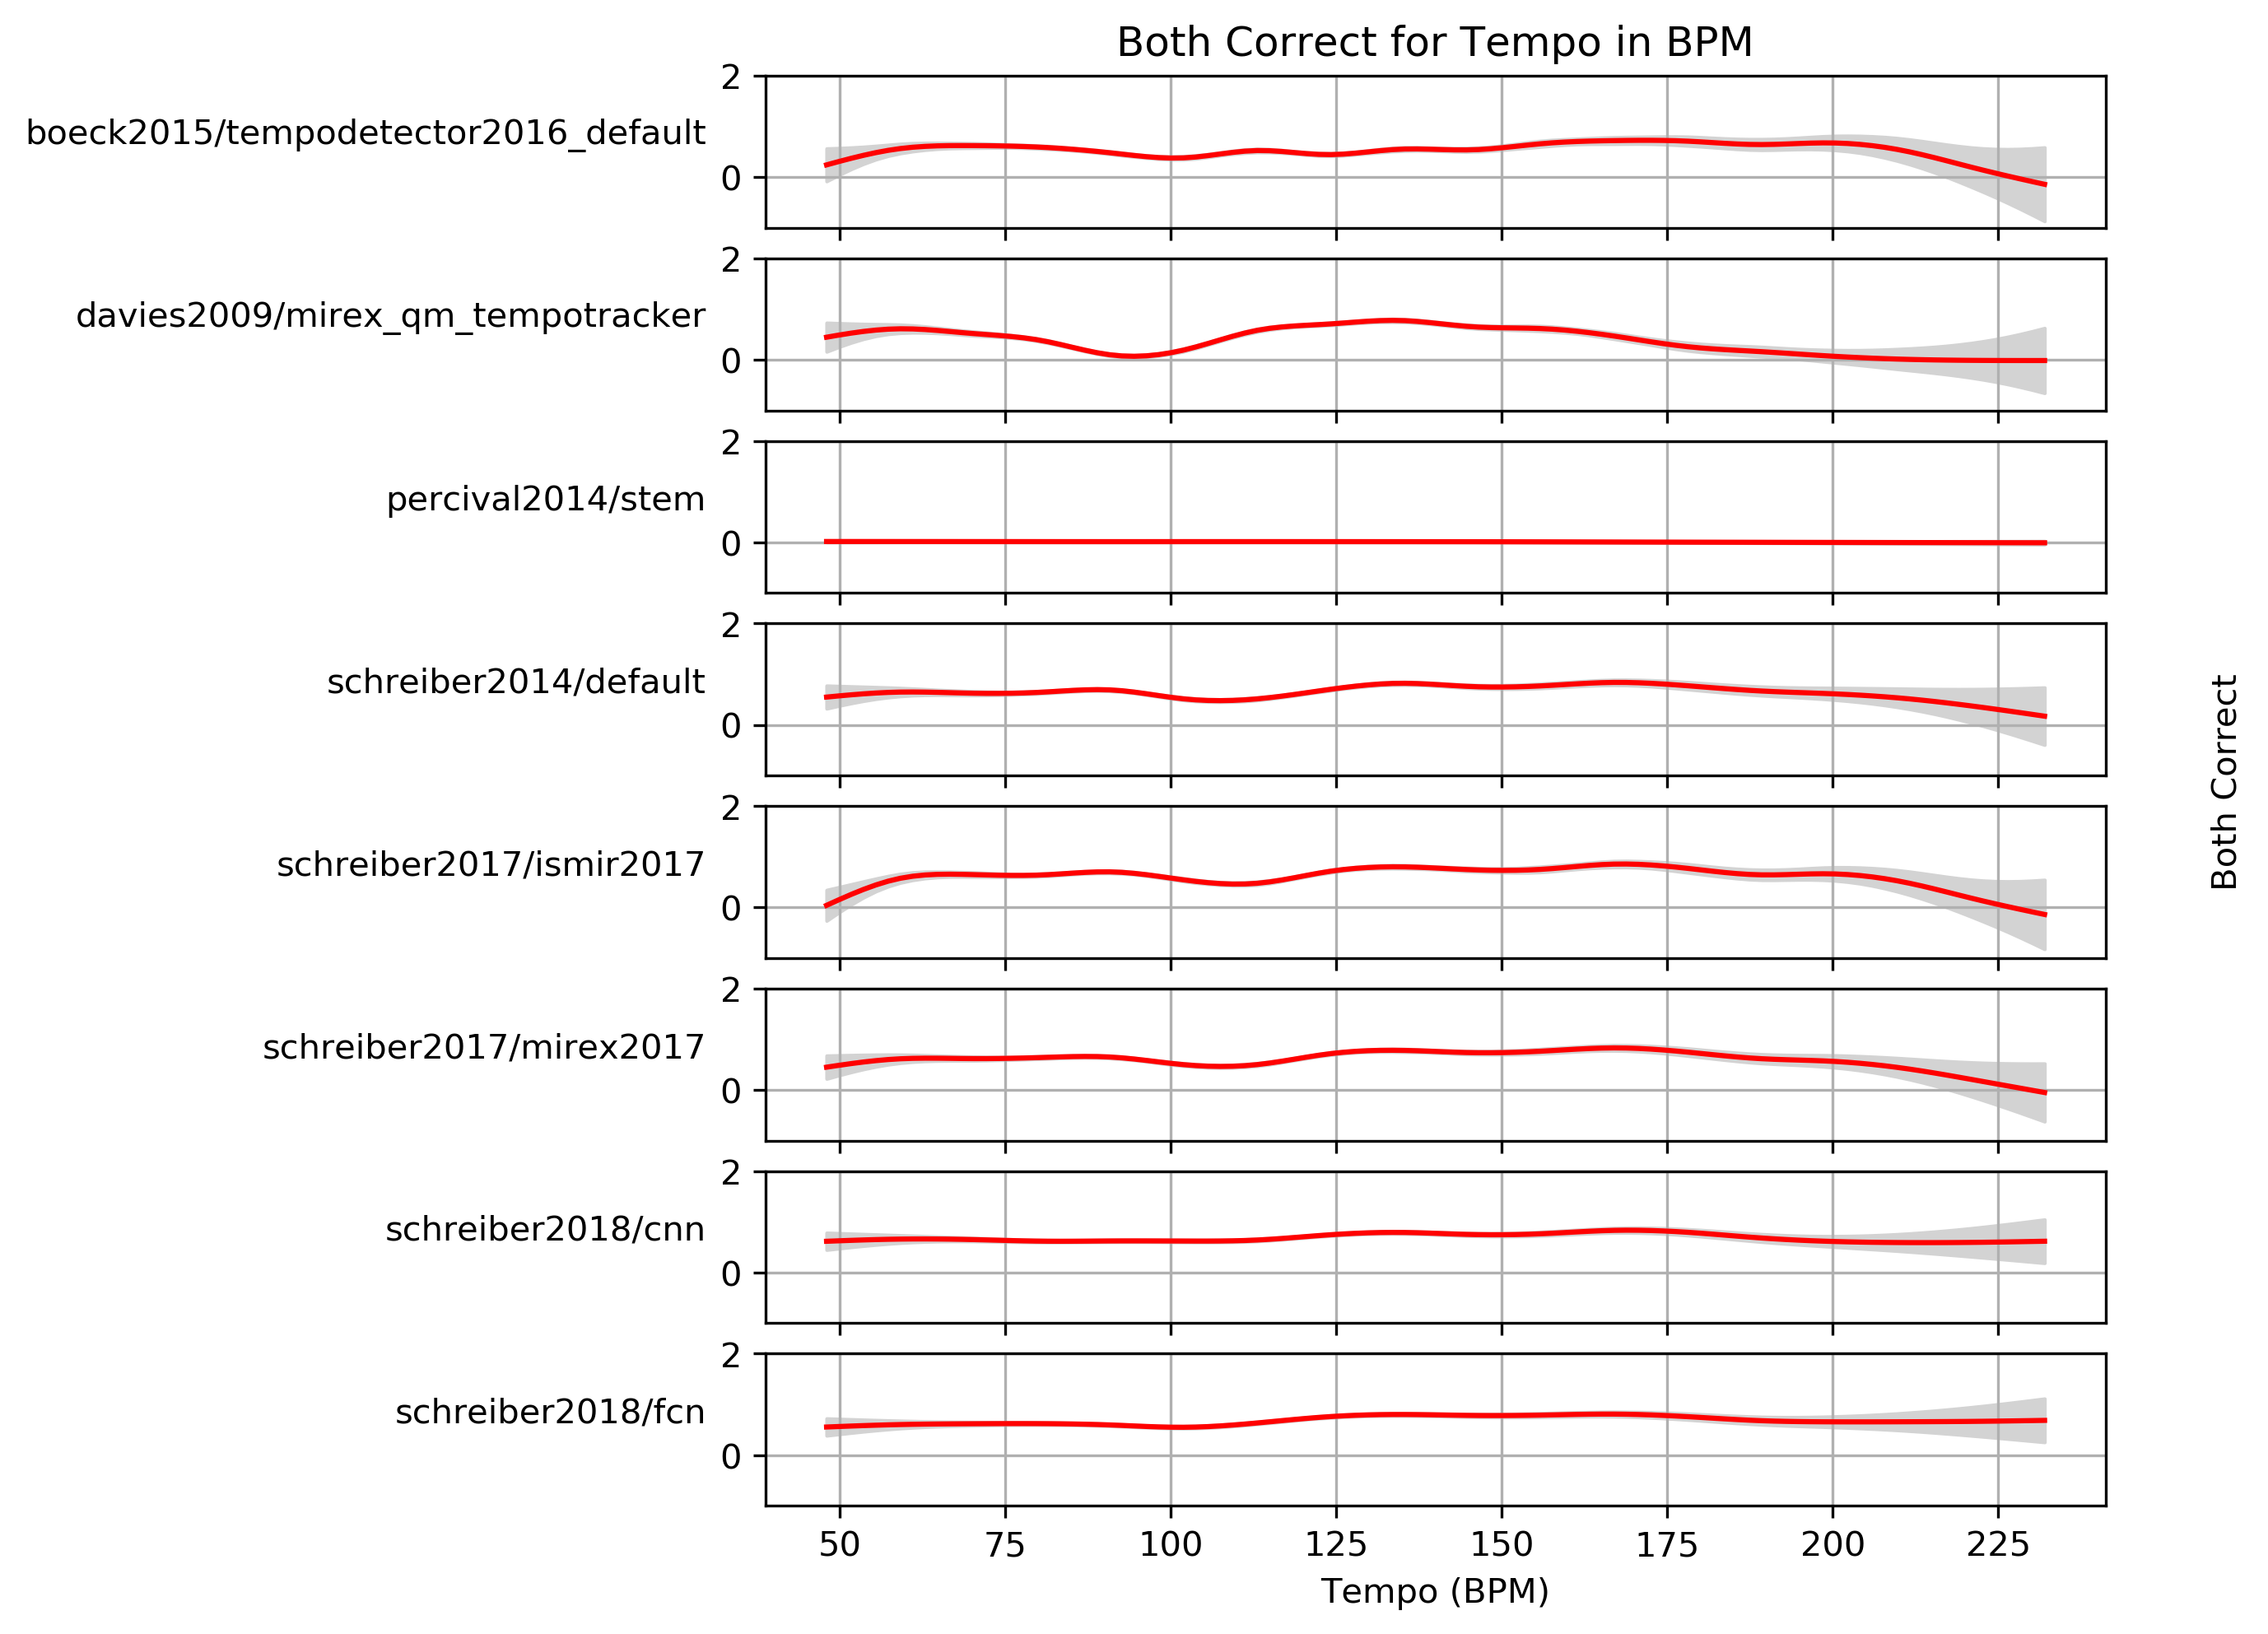 Both Correct for Tempo in BPM
2
boeck2015/tempodetector2016_default
0
2
davies2009/mirex_qm_tempotracker
0
2
percival2014/stem
0
2
schreiber2014/default
0
2
schreiber2017/ismir2017
0
2
schreiber2017/mirex2017
0
2
schreiber2018/cnn
0
2
schreiber2018/fcn
0
50 75 100 125 150 175 200 225
Tempo (BPM)
Both Correct